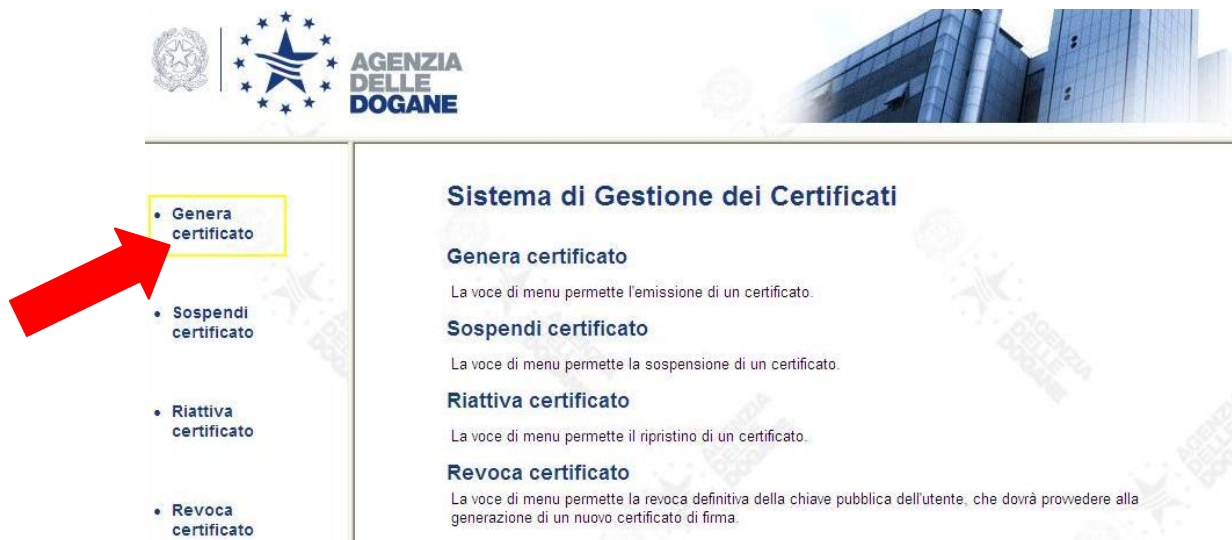 AGENZIA
DELLE
DOGANE
Genera
certificato
Sospendi
certificato
Riattiva
certificato
Revoca
certificato
Sistema di Gestione dei Certificati
Genera certificato
La voce di menu permette l'emissione di un certificato.
Sospendi certificato
La voce di menu permette la sospensione di un certificato.
Riattiva certificato
La voce di menu permette il ripristino di un certificato.
Revoca certificato
La voce di menu permette la revoca definitiva della chiave pubblica dell'utente, che dovrà provvedere alla
generazione di un nuovo certificato di firma.